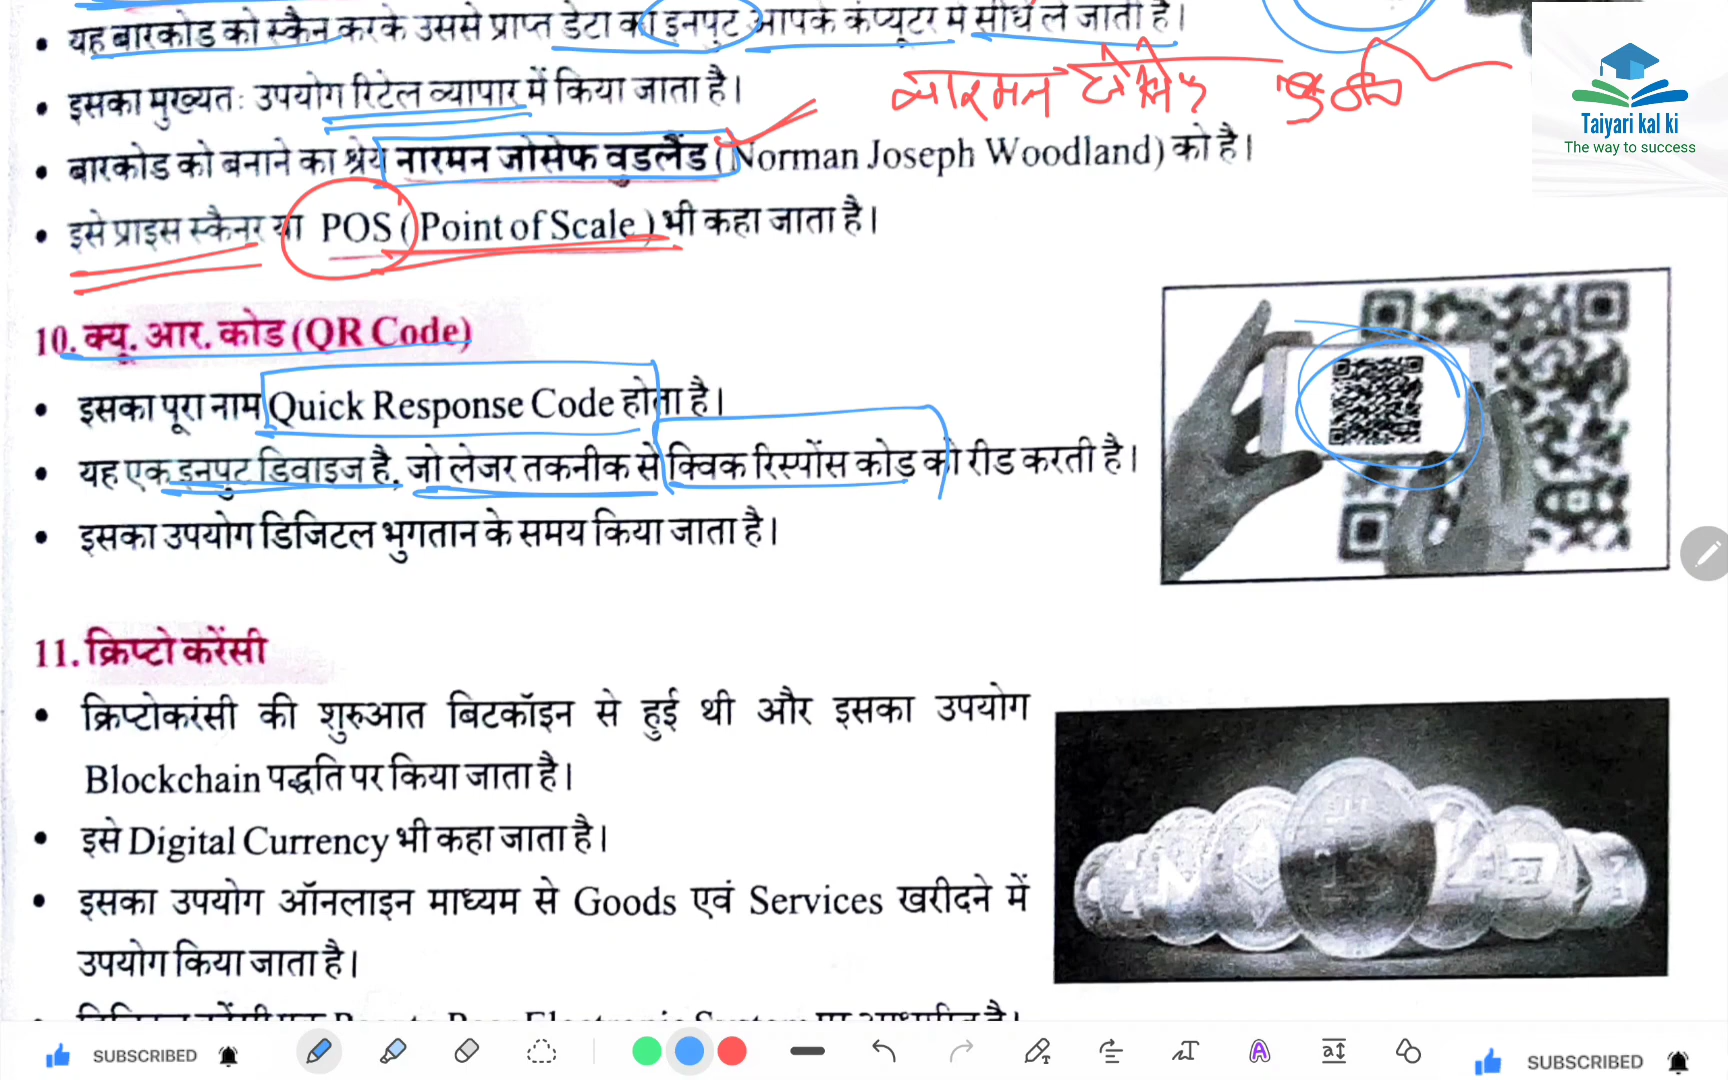 यह बारकोड को स्कैन करके उससे प्राप्त डेटा का इनपुट आपके कंप्यूटर में सीधे ले जाती है।
इसका मुख्यतः उपयोग रिटेल व्यापार में किया जाता है।
नारमन जोसेफ
Taiyari kal ki
The way to success
बारकोड को बनाने का श्रेय नारमन जोसेफ वुडलैंड (Norman Joseph Woodland) को है।
इसे प्राइस स्कैनर या POS (Point of Scale) भी कहा जाता है।
10. क्यू. आर. कोड (QR Code)
इसका पूरा नाम Quick Response Code होता है।
यह एक इनपुट डिवाइज है, जो लेजर तकनीक से क्विक रिस्पोंस कोड को रीड करती है।
इसका उपयोग डिजिटल भुगतान के समय किया जाता है।
11. क्रिप्टो करेंसी
क्रिप्टोकरंसी की शुरुआत बिटकॉइन से हुई थी और इसका उपयोग
Blockchain पद्धति पर किया जाता है।
इसे Digital Currency भी कहा जाता है।
इसका उपयोग ऑनलाइन माध्यम से Goods एवं Services खरीदने में
उपयोग किया जाता है।
SUBSCRIBED
SUBSCRIBED